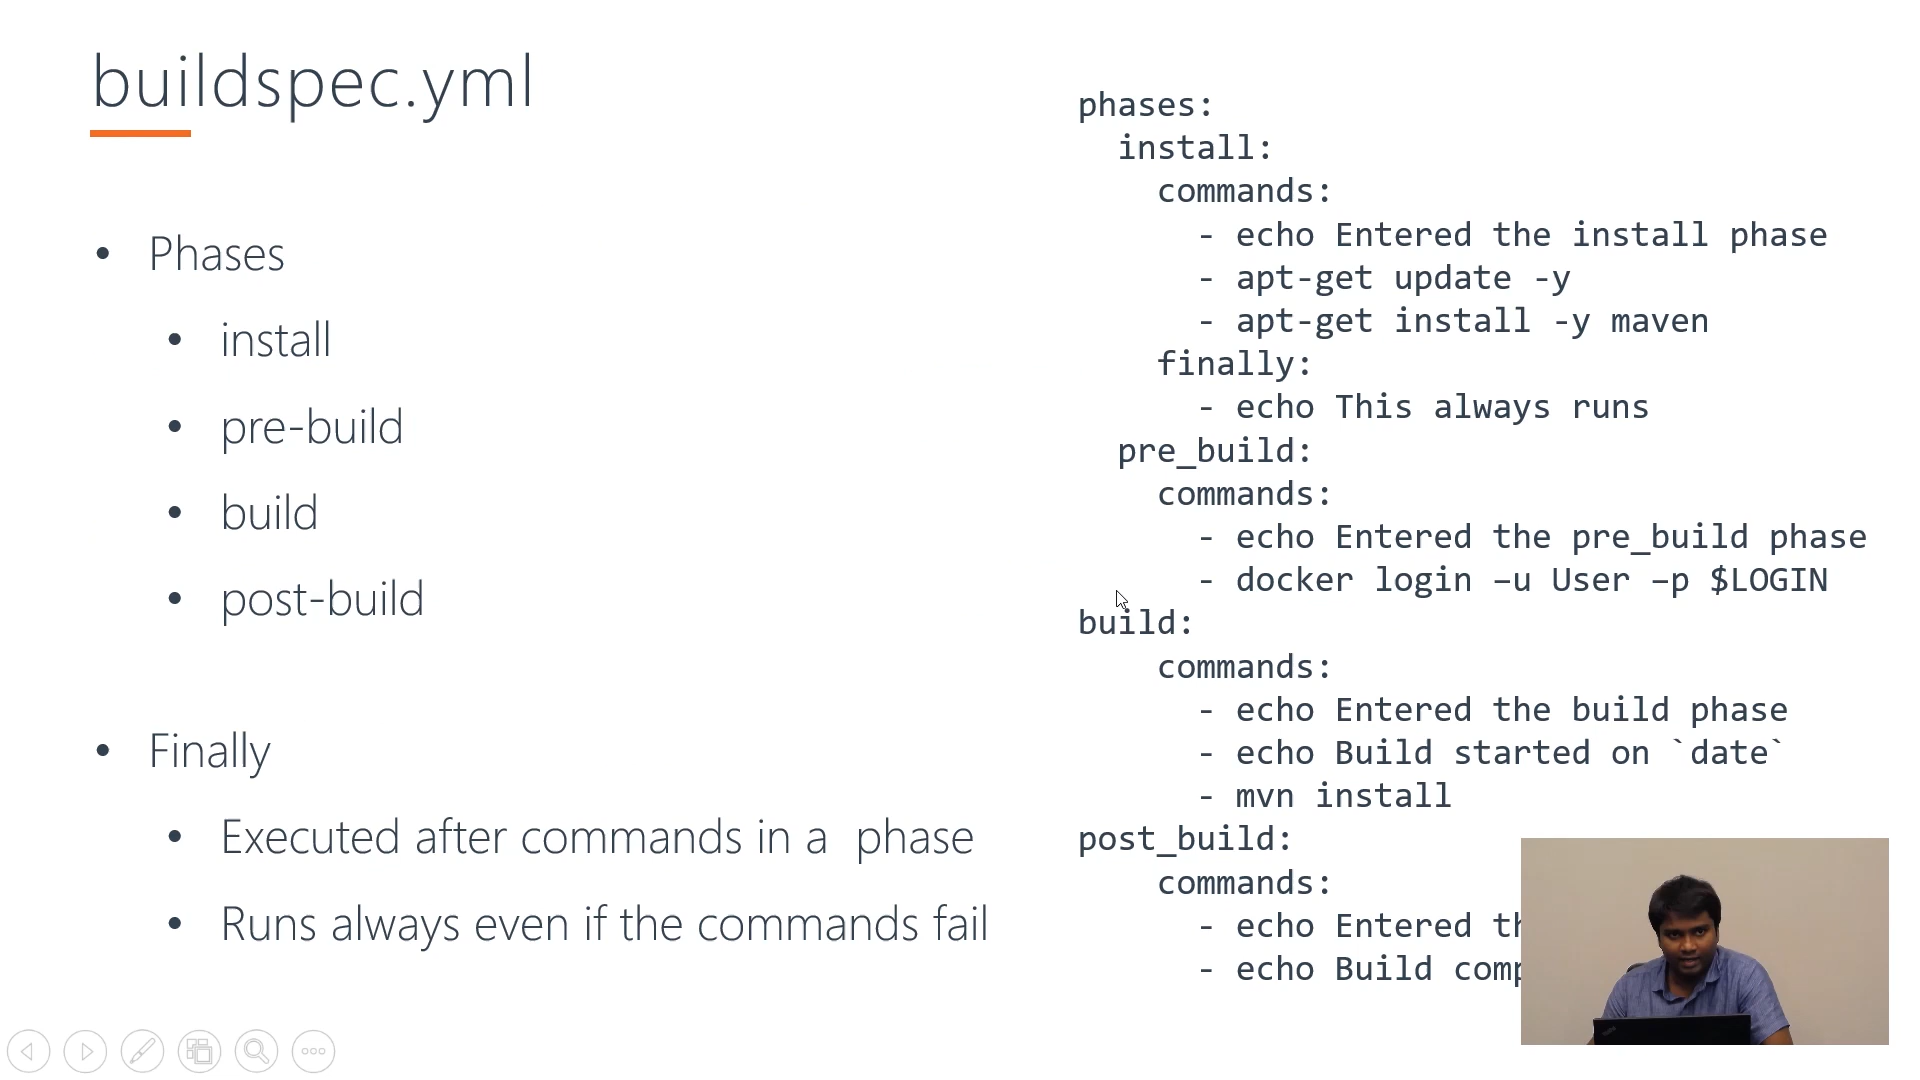 buildspec.yml
• Phases
• install
• pre-build
• build
• post-build
• Finally
• Executed after commands in a  phase
• Runs always even if the commands fail
phases:
  install:
    commands:
      - echo Entered the install phase
      - apt-get update -y
      - apt-get install -y maven
    finally:
      - echo This always runs
  pre_build:
    commands:
      - echo Entered the pre_build phase
      - docker login –u User –p $LOGIN
build:
    commands:
      - echo Entered the build phase
      - echo Build started on `date`
      - mvn install
post_build:
    commands:
      - echo Entered
      - echo Build